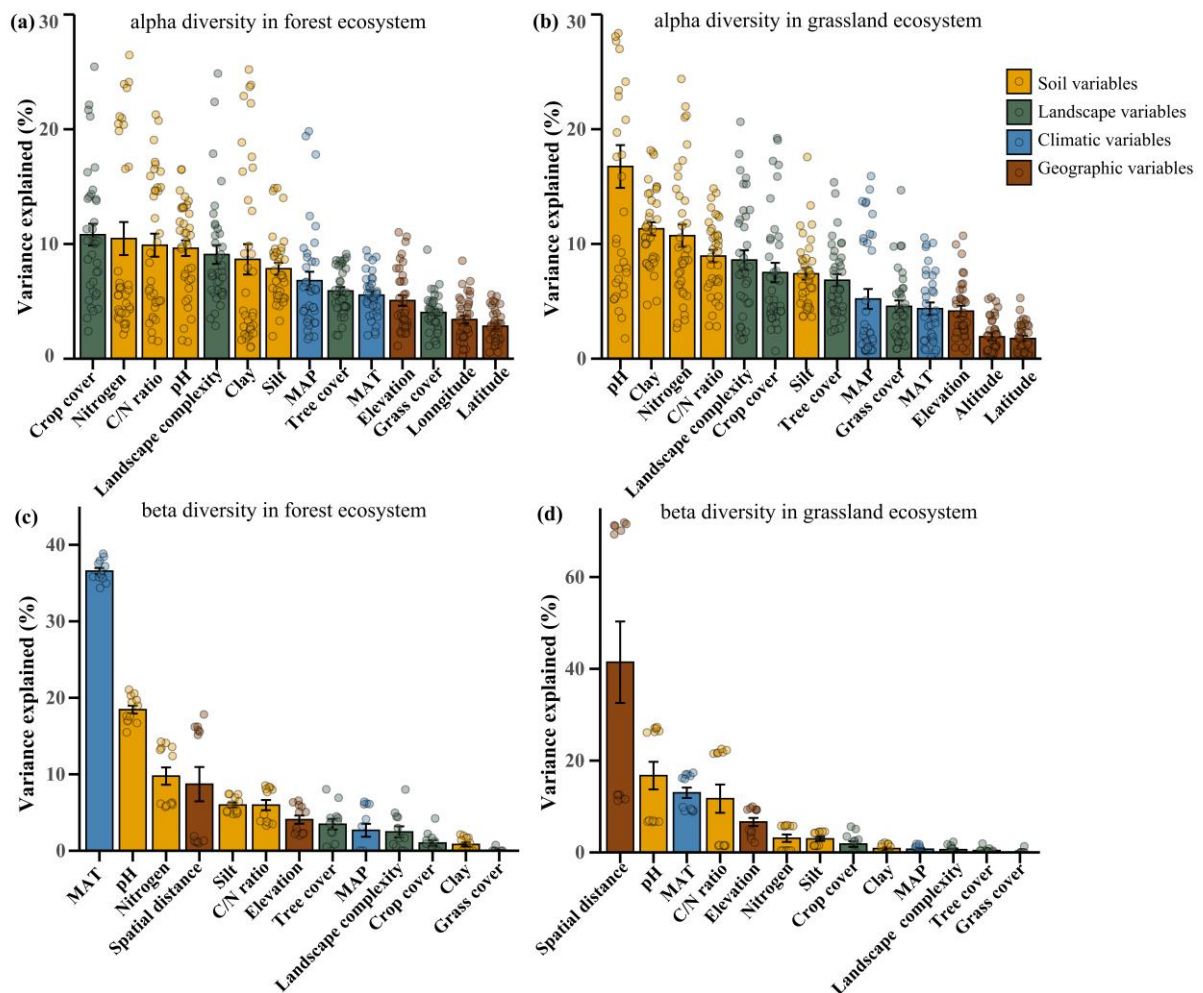 (a) alpha diversity in forest ecosystem
Variance explained (%)
30
20
10
0
Crop cover
Nitrogen
C/N ratio
pH
Landscape complexity
Clay
Silt
MAP
Tree cover
MAT
Elevation
Grass cover
Lonngitude
Latitude
(b) alpha diversity in grassland ecosystem
Variance explained (%)
30
20
10
0
pH
Clay
Nitrogen
C/N ratio
Landscape complexity
Crop cover
Silt
Tree cover
MAP
Grass cover
MAT
Elevation
Altitude
Latitude
Soil variables
Landscape variables
Climatic variables
Geographic variables
(c) beta diversity in forest ecosystem
Variance explained (%)
40
30
20
10
0
MAT
pH
Nitrogen
Spatial distance
Silt
C/N ratio
Elevation
Tree cover
MAP
Landscape complexity
Crop cover
Clay
Grass cover
(d) beta diversity in grassland ecosystem
Variance explained (%)
60
40
20
0
Spatial distance
pH
MAT
C/N ratio
Elevation
Nitrogen
Silt
Crop cover
Clay
MAP
Landscape complexity
Tree cover
Grass cover